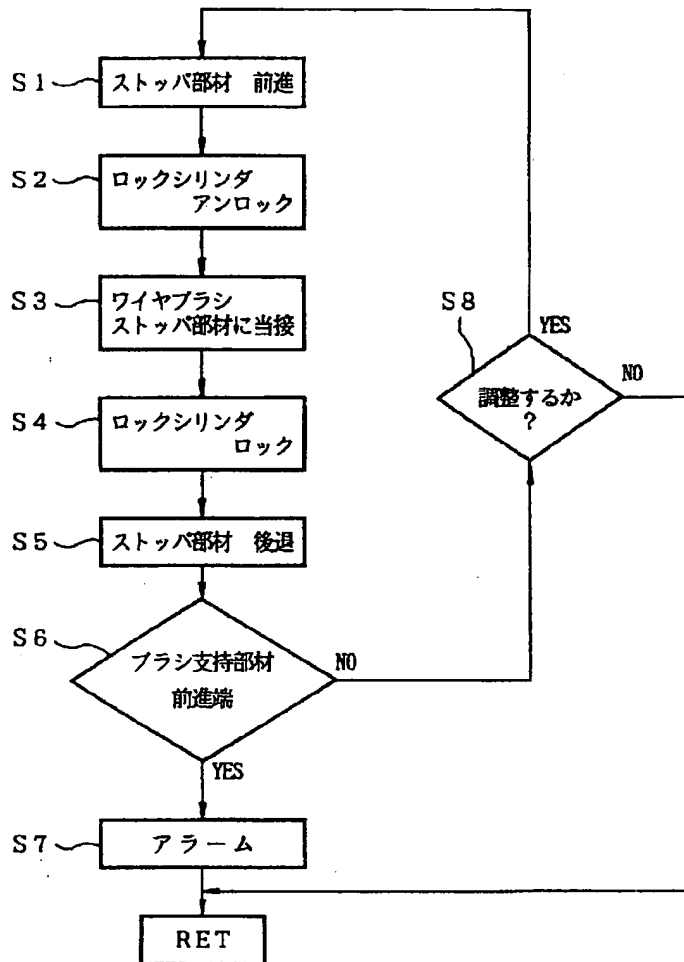 S1
ストッパ部材 前進
S2
ロックシリンダ
アンロック
S3
ワイヤブラシ
ストッパ部材に当接
S4
ロックシリンダ
ロック
S5
ストッパ部材 後退
S6
ブラシ支持部材
前進端
NO
YES
S7
アラーム
RET
S8
調整するか
?
YES
NO